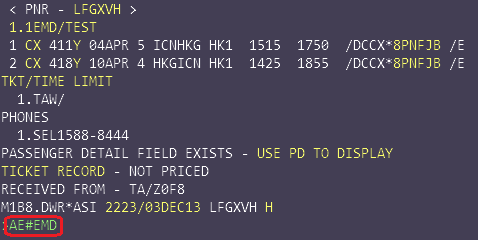 < PNR - LFGXVH >
1.1EMD/TEST
1 CX 411Y 04APR 5 ICNHKG HK1 1515 1750 /DCCX*8PNFJB /E
2 CX 418Y 10APR 4 HKGICN HK1 1425 1855 /DCCX*8PNFJB /E
TKT/TIME LIMIT
1.TAW/
PHONES
1.SEL1588-8444
PASSENGER DETAIL FIELD EXISTS - USE PD TO DISPLAY
TICKET RECORD - NOT PRICED
RECEIVED FROM - TA/Z0F8
M1B8.DWR*ASI 2223/03DEC13 LFGXVH H
:AE#EMD